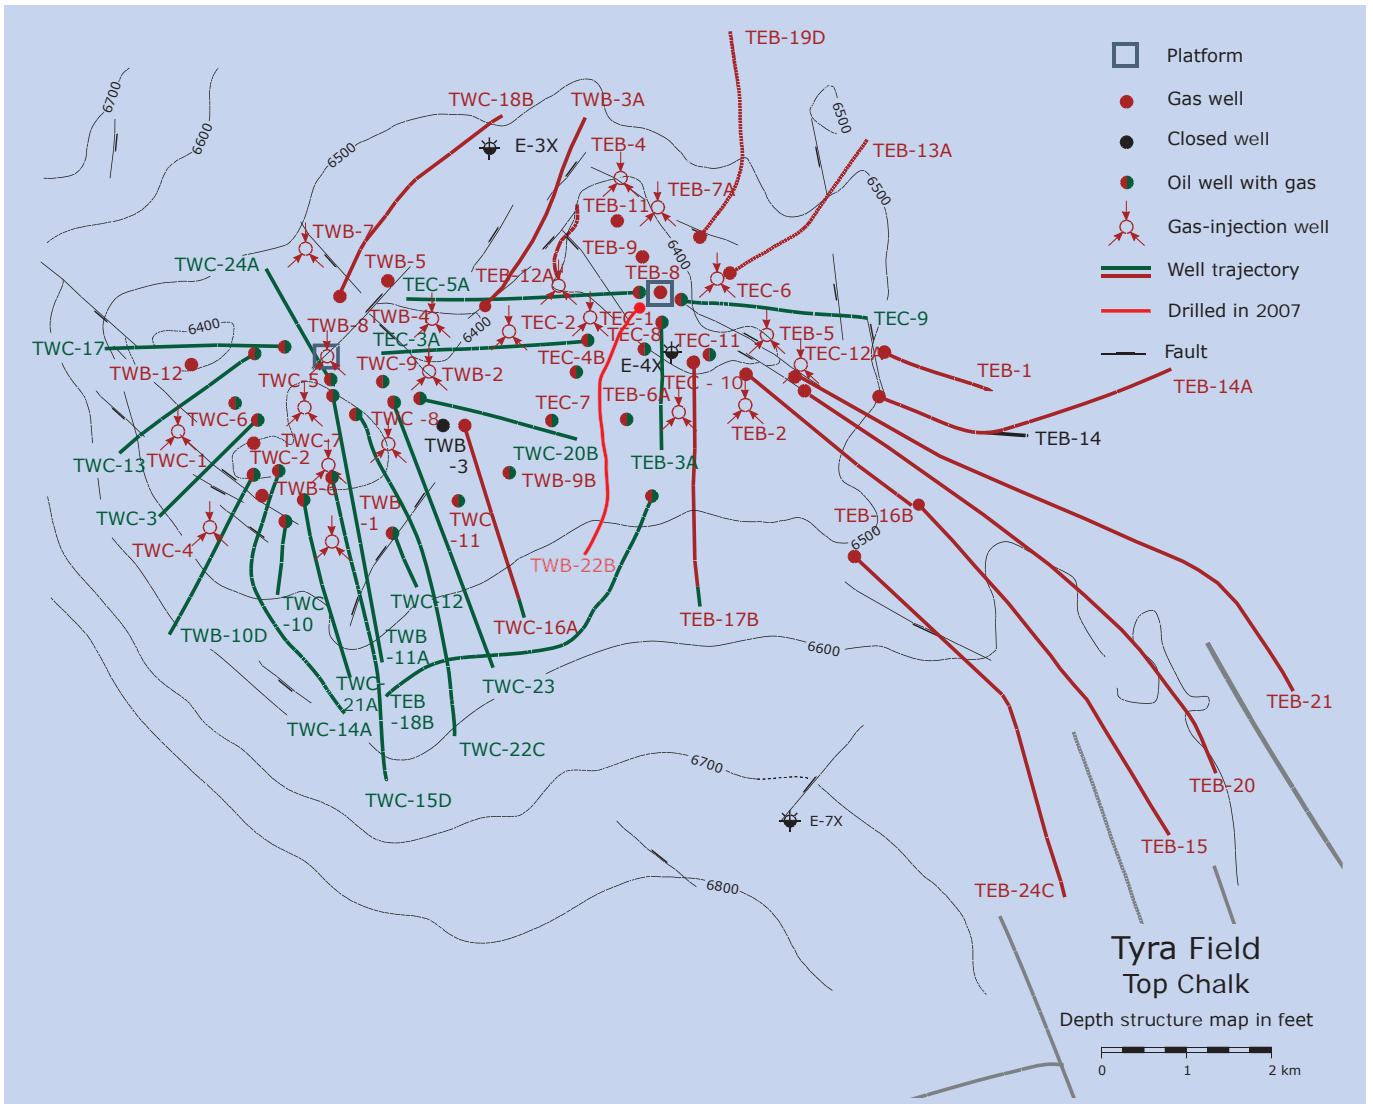 TEB-19D
Platform
Gas well
Closed well
Oil well with gas
Gas-injection well
Well trajectory
Drilled in 2007
Fault
6700
6600
6500
TWC-18B
TWB-3A
E-3X
TEB-4
6500
TEB-13A
TEB-7A
6500
TEB-11
TWB-7
TEB-9
6400
TWC-24A
TWB-5
TEC-5A
TEB-12A
TEB-8
TEC-6
TWB-4
TEC-2
TEC-1
TEC-9
6400
TWB-8
6400
TEC-3A
TEC-8
TEC-11
TEB-5
TWC-17
TWB-12
TWC-9
TWB-2
TEC-4B
E-4X
TEC-12A
TEB-1
TWC-5
TEC - 10
TEB-14A
TWC-6
TWC -8
TEC-7
TEB-6A
TEB-2
TEB-14
TWC-7
TWB
-3
TWC-20B
TWC-13
TWC-1
TWC-2
TEB-3A
TWB-6
TWB-9B
TWC-3
TWB
-1
TWC
-11
TEB-16B
6500
TWC-4
TWB-22B
TWC
-10
TWC-12
TWC-16A
TEB-17B
TWB-10D
TWB
-11A
6600
TWC-
21A
TEB
-18B
TWC-23
TEB-21
TWC-14A
TWC-22C
6700
TEB-20
TWC-15D
E-7X
TEB-15
6800
TEB-24C
Tyra Field
Top Chalk
Depth structure map in feet
0 1 2 km